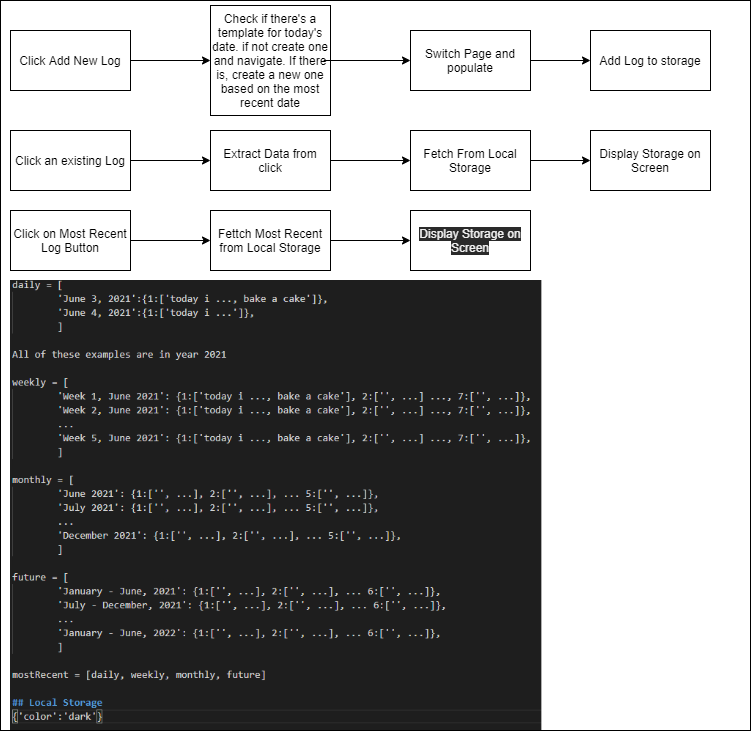 Click Add New Log
Check if there's a
template for today's
date. if not create one
and navigate. If there
is, create a new one
based on the most
recent date
Switch Page and
populate
Add Log to storage
Click an existing Log
Extract Data from
click
Fetch From Local
Storage
Display Storage on
Screen
Click on Most Recent
Log Button
Fettch Most Recent
from Local Storage
Display Storage on
Screen
daily = [
'June 3, 2021':{1:['today i ..., bake a cake']},
'June 4, 2021':{1:['today i ...']},
]
All of these examples are in year 2021
weekly = [
'Week 1, June 2021': {1:['today i ..., bake a cake'], 2:['', ...] ..., 7:['', ...]},
'Week 2, June 2021': {1:['today i ..., bake a cake'], 2:['', ...] ..., 7:['', ...]},
...
'Week 5, June 2021': {1:['today i ..., bake a cake'], 2:['', ...] ..., 7:['', ...]},
]
monthly = [
'June 2021': {1:['', ...], 2:['', ...], ... 5:['', ...]},
'July 2021': {1:['', ...], 2:['', ...], ... 5:['', ...]},
...
'December 2021': {1:['', ...], 2:['', ...], ... 5:['', ...]},
]
future = [
'January - June, 2021': {1:['', ...], 2:['', ...], ... 6:['', ...]},
'July - December, 2021': {1:['', ...], 2:['', ...], ... 6:['', ...]},
...
'January - June, 2022': {1:['', ...], 2:['', ...], ... 6:['', ...]},
]
mostRecent = [daily, weekly, monthly, future]
## Local Storage
{'color':'dark'}